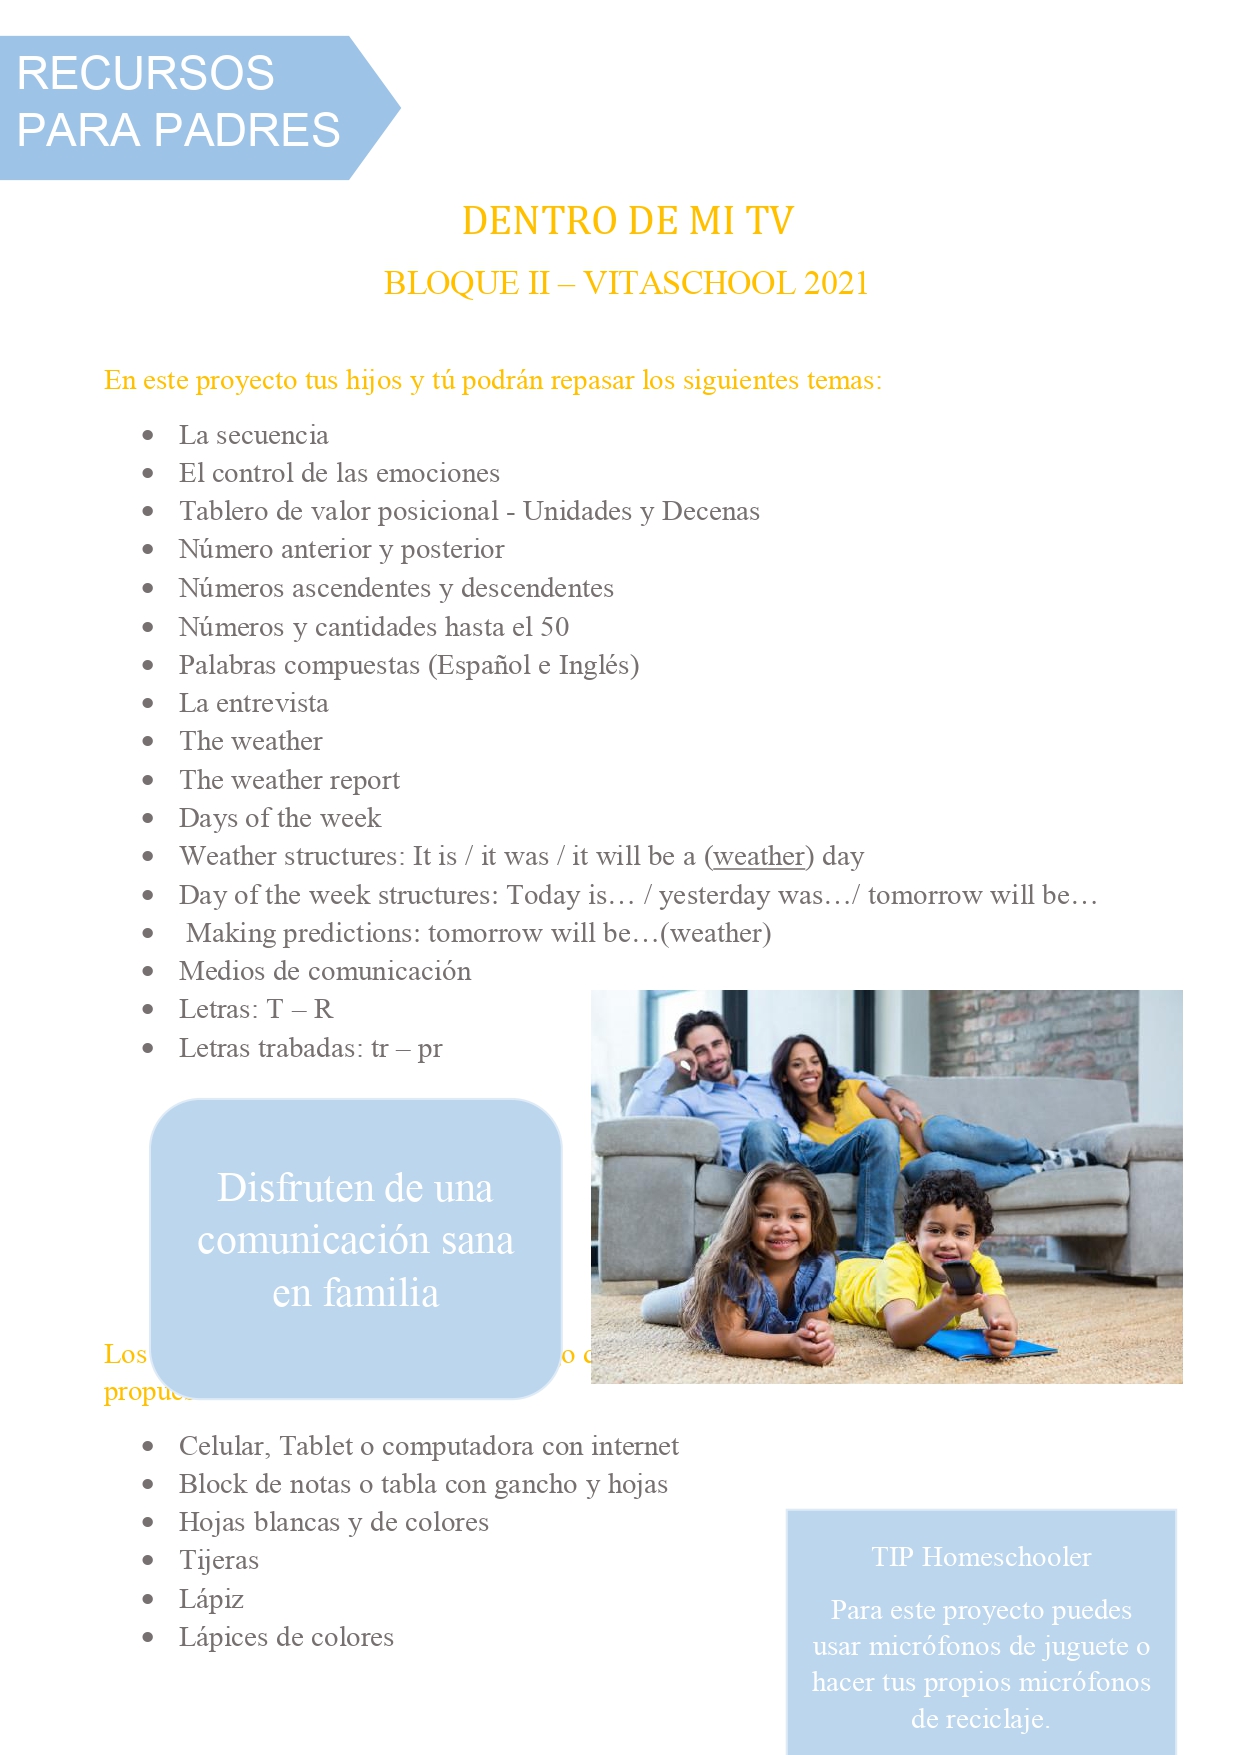 RECURSOS
PARA PADRES
DENTRO DE MI TV
BLOQUE II – VITASCHOOL 2021
En este proyecto tus hijos y tú podrán repasar los siguientes temas:
• La secuencia
• El control de las emociones
• Tablero de valor posicional - Unidades y Decenas
• Número anterior y posterior
• Números ascendentes y descendentes
• Números y cantidades hasta el 50
• Palabras compuestas (Español e Inglés)
• La entrevista
• The weather
• The weather report
• Days of the week
• Weather structures: It is / it was / it will be a (weather) day
• Day of the week structures: Today is… / yesterday was…/ tomorrow will be…
• Making predictions: tomorrow will be…(weather)
• Medios de comunicación
• Letras: T – R
• Letras trabadas: tr – pr
Disfruten de una
comunicación sana
en familia
Los
• Celular, Tablet o computadora con internet
• Block de notas o tabla con gancho y hojas
• Hojas blancas y de colores
• Tijeras
• Lápiz
• Lápices de colores
TIP Homeschooler
Para este proyecto puedes
usar micrófonos de juguete o
hacer tus propios micrófonos
de reciclaje.